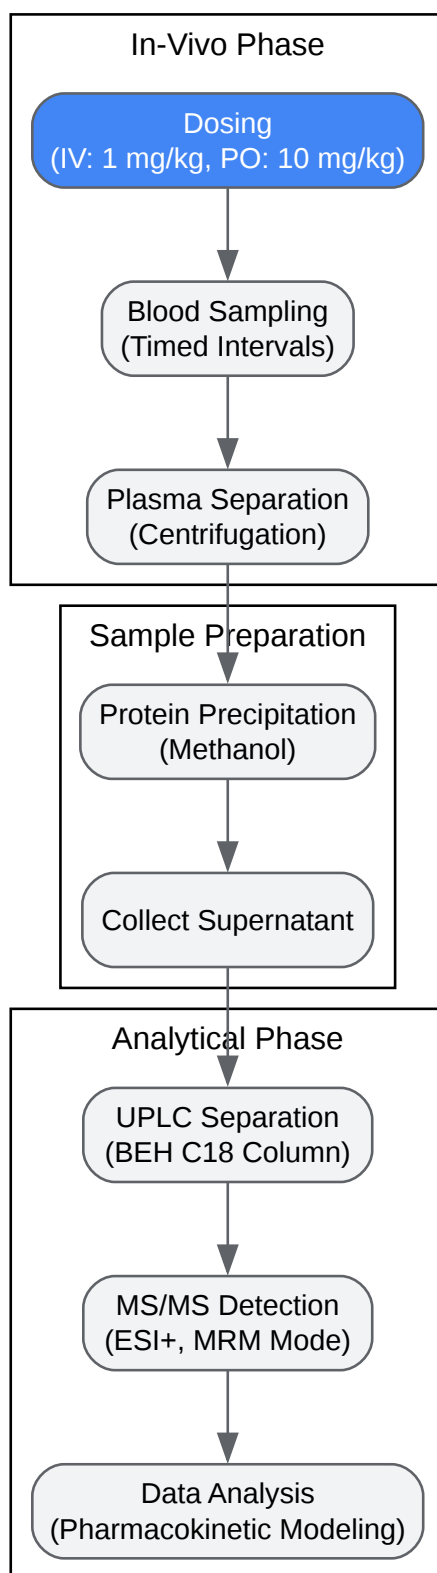 In-Vivo Phase
Dosing
(IV: 1 mg/kg, PO: 10 mg/kg)
Blood Sampling
(Timed Intervals)
Plasma Separation
(Centrifugation)
Sample Preparation
Protein Precipitation
(Methanol)
Collect Supernatant
Analytical Phase
UPLC Separation
(BEH C18 Column)
MS/MS Detection
(ESI+, MRM Mode)
Data Analysis
(Pharmacokinetic Modeling)